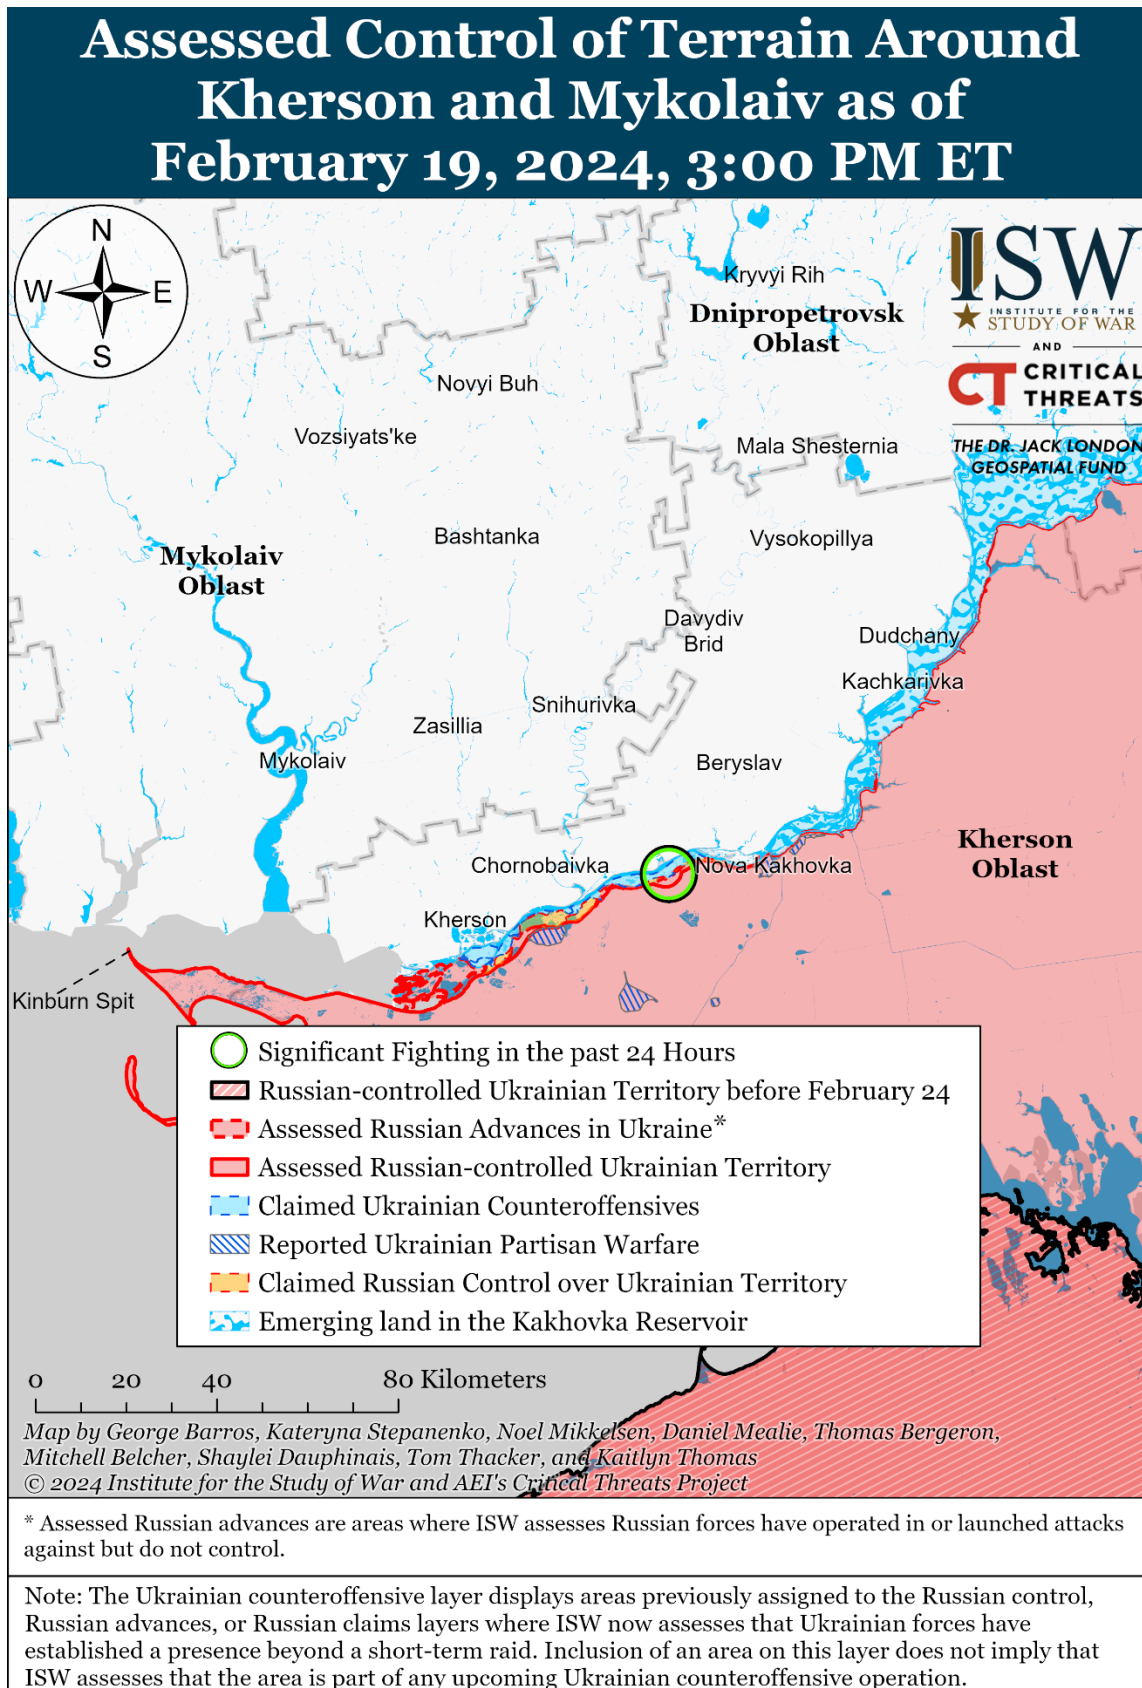 Assessed Control of Terrain Around
Kherson and Mykolaiv as of
February 19, 2024, 3:00 PM ET
N
W
E
S
ISW
INSTITUTE FOR THE
STUDY OF WAR
AND
CT CRITICAL
THREATS
THE DR. JACK LONDON
GEOSPATIAL FUND
Kryvyi Rih
Dnipropetrovsk
Oblast
Novyi Buh
Vozsiyats'ke
Mala Shesternia
Bashtanka
Vysokopillya
Mykolaiv
Oblast
Davydiv
Brid
Dudchany
Kachkarivka
Snihurivka
Zasillia
Mykolaiv
Beryslav
Kherson
Oblast
Chornobaivka
Nova Kakhovka
Kherson
Kinburn Spit
Significant Fighting in the past 24 Hours
Russian-controlled Ukrainian Territory before February 24
Assessed Russian Advances in Ukraine*
Assessed Russian-controlled Ukrainian Territory
Claimed Ukrainian Counteroffensives
Reported Ukrainian Partisan Warfare
Claimed Russian Control over Ukrainian Territory
Emerging land in the Kakhovka Reservoir
0 20 40 80 Kilometers
Map by George Barros, Kateryna Stepanenko, Noel Mikkelsen, Daniel Mealie, Thomas Bergeron,
Mitchell Belcher, Shaylei Dauphinais, Tom Thacker, and Kaitlyn Thomas
© 2024 Institute for the Study of War and AEI's Critical Threats Project
* Assessed Russian advances are areas where ISW assesses Russian forces have operated in or launched attacks
against but do not control.
Note: The Ukrainian counteroffensive layer displays areas previously assigned to the Russian control,
Russian advances, or Russian claims layers where ISW now assesses that Ukrainian forces have
established a presence beyond a short-term raid. Inclusion of an area on this layer does not imply that
ISW assesses that the area is part of any upcoming Ukrainian counteroffensive operation.